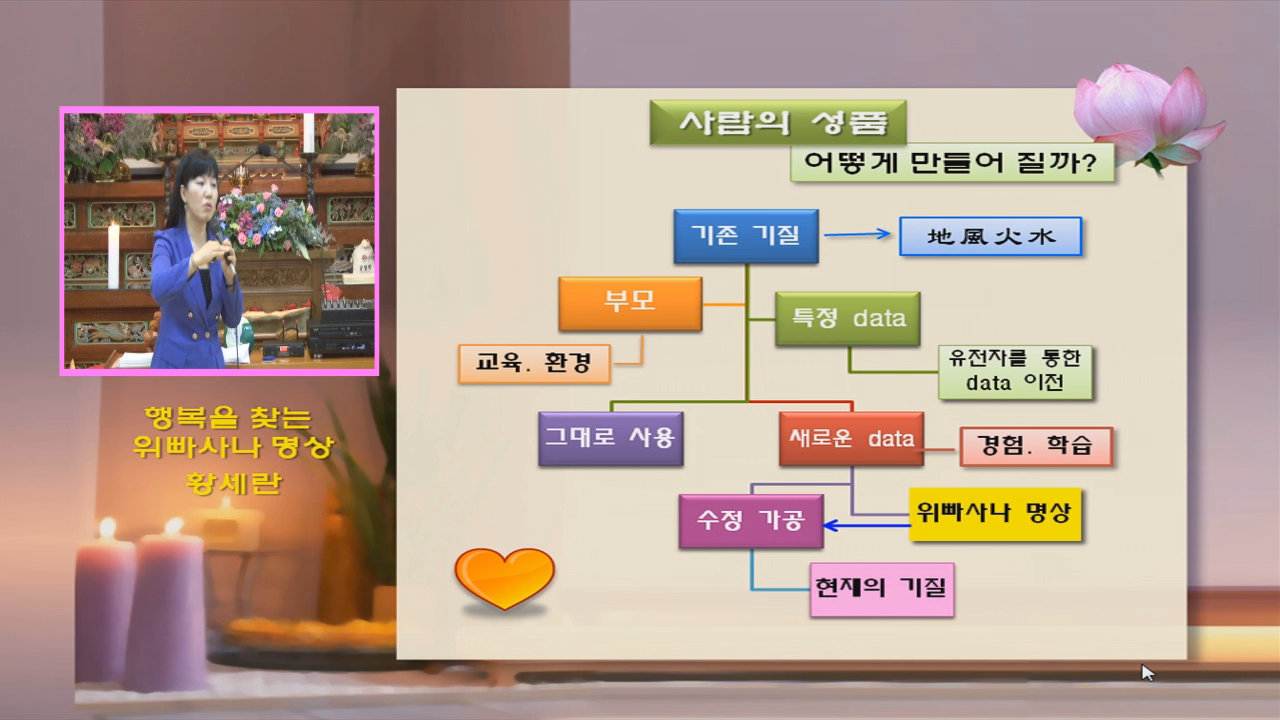 사람의 성품
어떻게 만들어 질까?
기존 기질
地風火水
부모
특정 data
교육. 환경
유전자를 통한
data 이전
그대로 사용
새로운 data
경험. 학습
수정 가공
위빠사나 명상
현재의 기질
행복을 찾는
위빠사나 명상
황세란